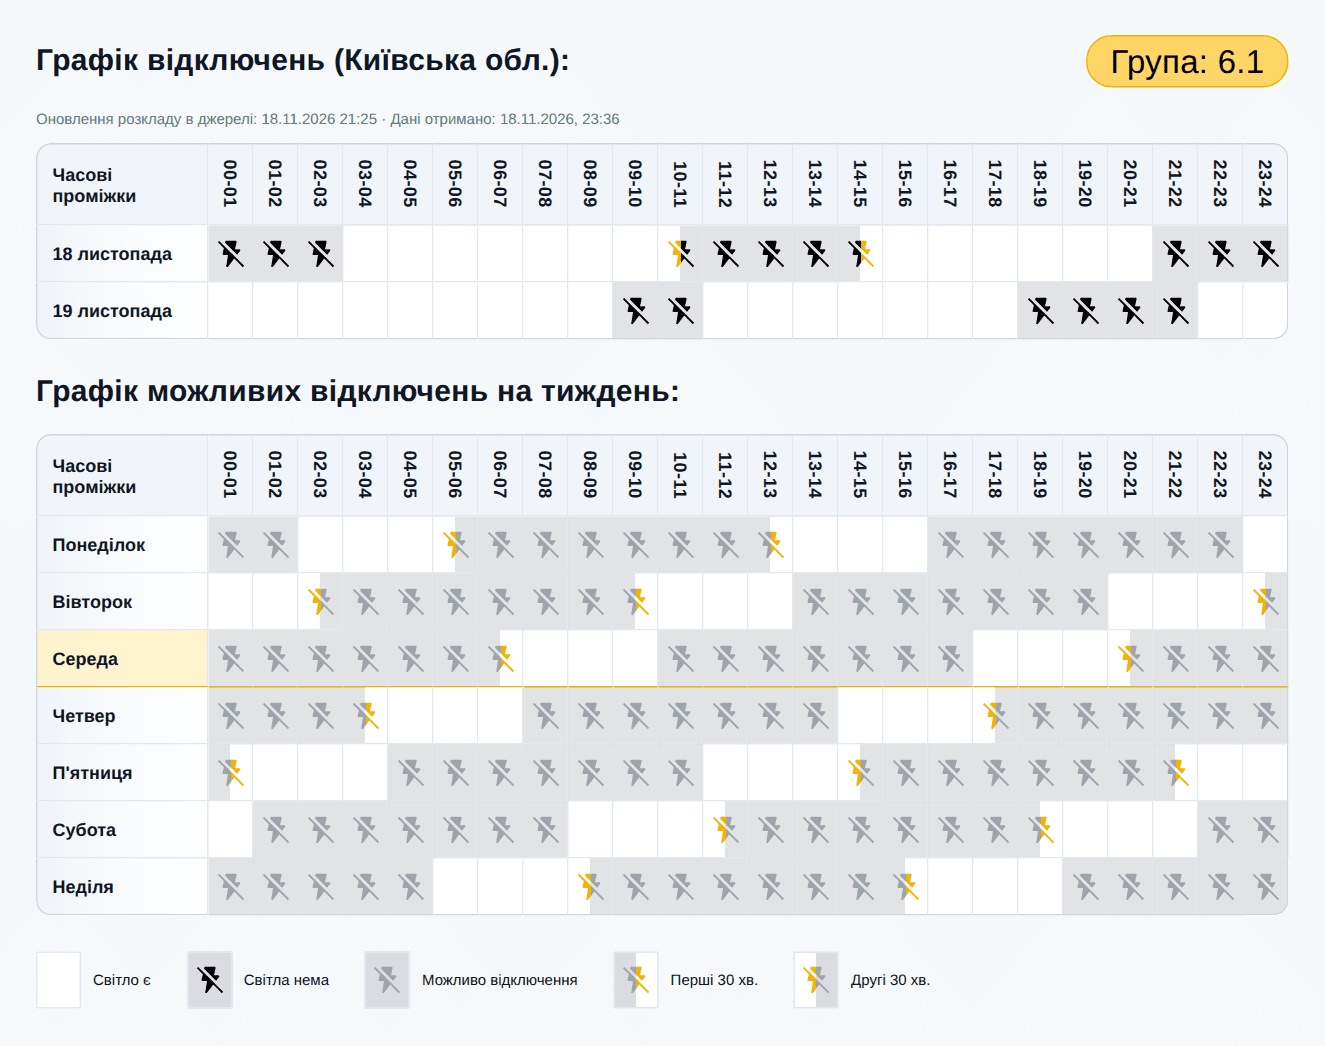 Графік відключень (Київська обл.):
Група: 6.1
Оновлення розкладу в джерелі: 18.11.2026 21:25 · Дані отримано: 18.11.2026, 23:36
Часові проміжки 00-01 01-02 02-03 03-04 04-05 05-06 06-07 07-08 08-09 09-10 10-11 11-12 12-13 13-14 14-15 15-16 16-17 17-18 18-19 19-20 20-21 21-22 22-23 23-24
18 листопада
19 листопада
Графік можливих відключень на тиждень:
Часові проміжки 00-01 01-02 02-03 03-04 04-05 05-06 06-07 07-08 08-09 09-10 10-11 11-12 12-13 13-14 14-15 15-16 16-17 17-18 18-19 19-20 20-21 21-22 22-23 23-24
Понеділок
Вівторок
Середа
Четвер
П'ятниця
Субота
Неділя
Світло є Світла нема Можливо відключення Перші 30 хв. Другі 30 хв.